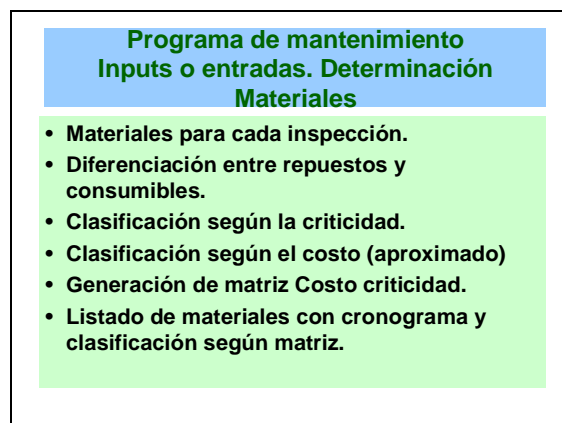 Programa de mantenimiento
Inputs o entradas. Determinación
Materiales
• Materiales para cada inspección.
• Diferenciación entre repuestos y
consumibles.
• Clasificación según la criticidad.
• Clasificación según el costo (aproximado)
• Generación de matriz Costo criticidad.
• Listado de materiales con cronograma y
clasificación según matriz.